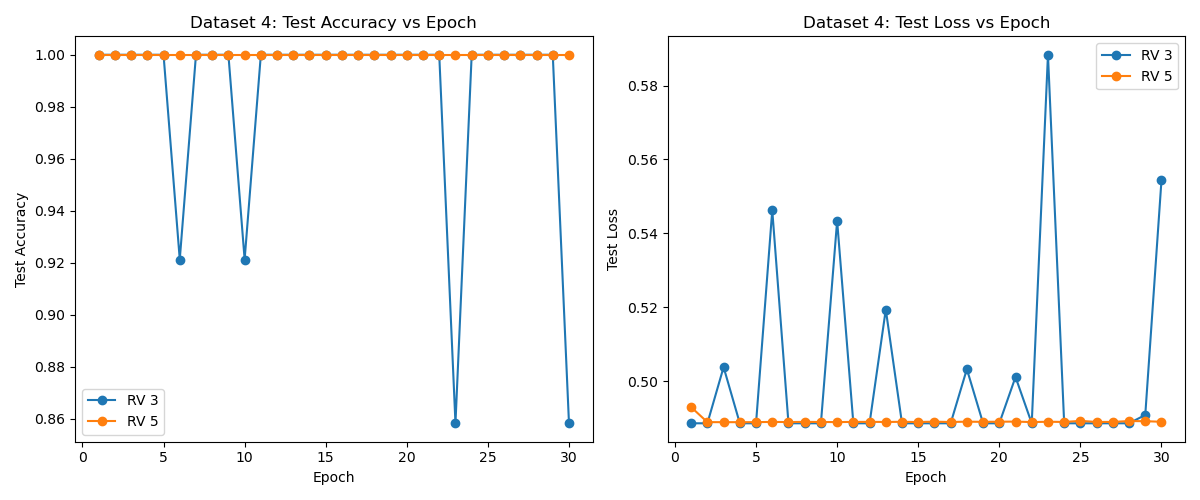 Dataset 4: Test Accuracy vs Epoch
1.00
0.98
0.96
0.94
0.92
0.90
0.88
0.86
Test Accuracy
RV 3
RV 5
0 5 10 15 20 25 30
Epoch
Dataset 4: Test Loss vs Epoch
RV 3
RV 5
0.58
0.56
0.54
0.52
0.50
Test Loss
0 5 10 15 20 25 30
Epoch